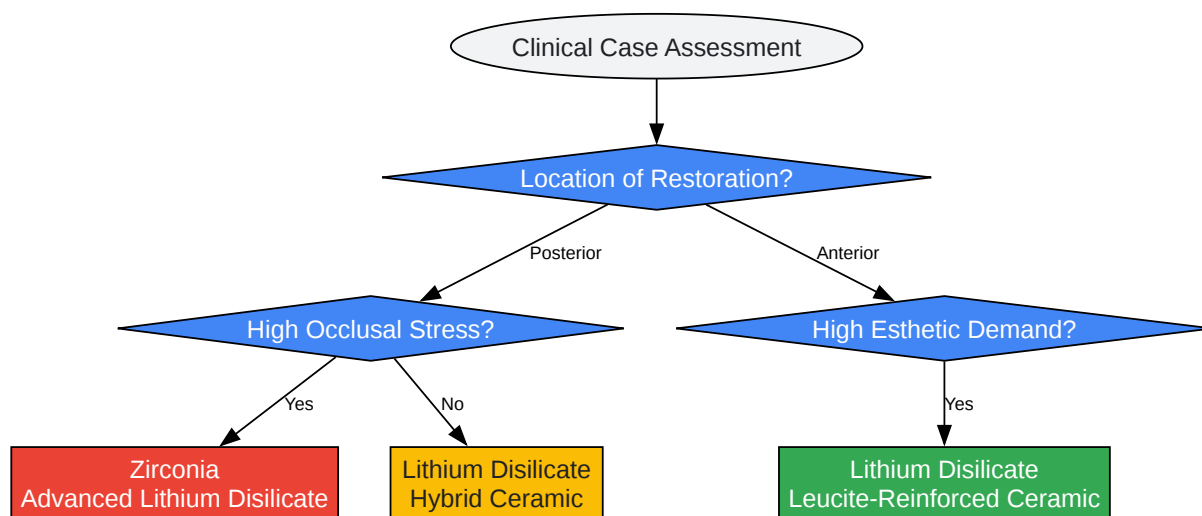 Clinical Case Assessment
Location of Restoration?
Posterior
Anterior
High Occlusal Stress?
High Esthetic Demand?
Yes
No
Yes
Zirconia
Advanced Lithium Disilicate
Lithium Disilicate
Hybrid Ceramic
Lithium Disilicate
Leucite-Reinforced Ceramic